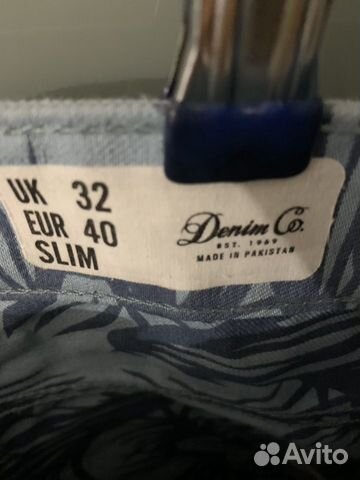 UK 32
EUR 40
SLIM
Denim Co.
EST. 1969
MADE IN PAKISTAN
Avito